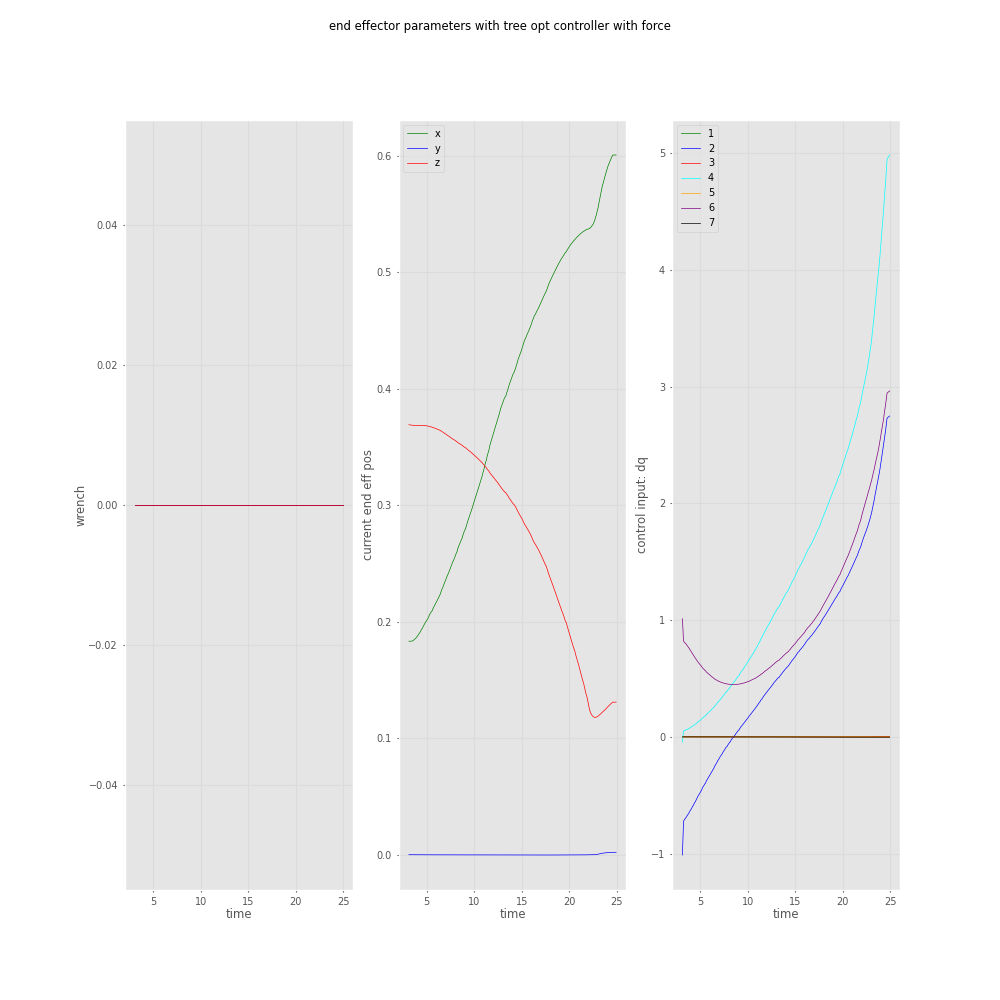 end effector parameters with tree opt controller with force
wrench
0.04
0.02
0.00
−0.02
−0.04
5 10 15 20 25
time
current end eff pos
x
y
z
0.6
0.5
0.4
0.3
0.2
0.1
0.0
5 10 15 20 25
time
control input: dq
1
2
3
4
5
6
7
5
4
3
2
1
0
−1
5 10 15 20 25
time